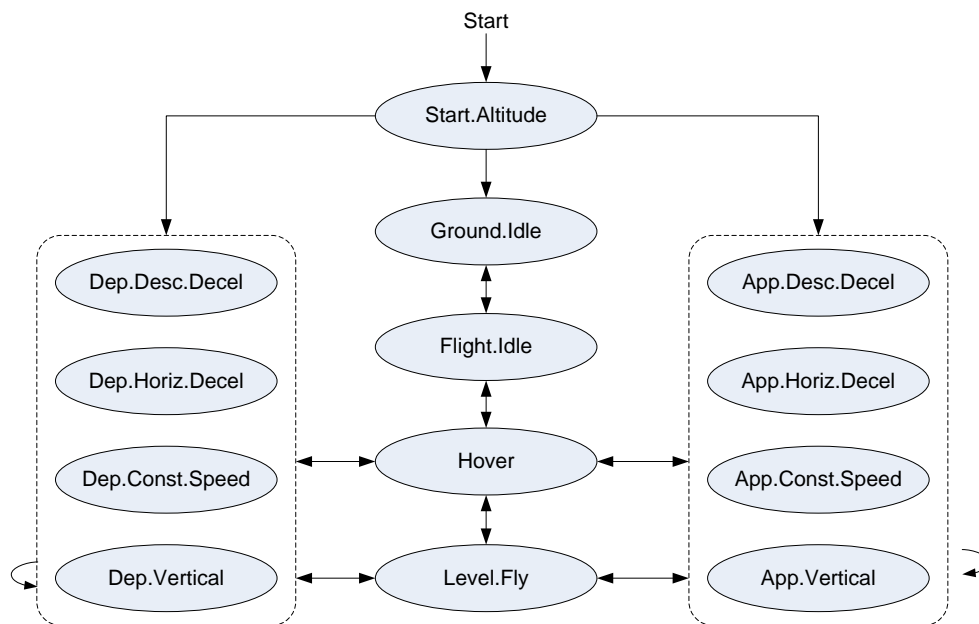 Start
Start.Altitude
Ground.Idle
Dep.Desc.Decel
App.Desc.Decel
Flight.Idle
Dep.Horiz.Decel
App.Horiz.Decel
Hover
Dep.Const.Speed
App.Const.Speed
Dep.Vertical
Level.Fly
App.Vertical